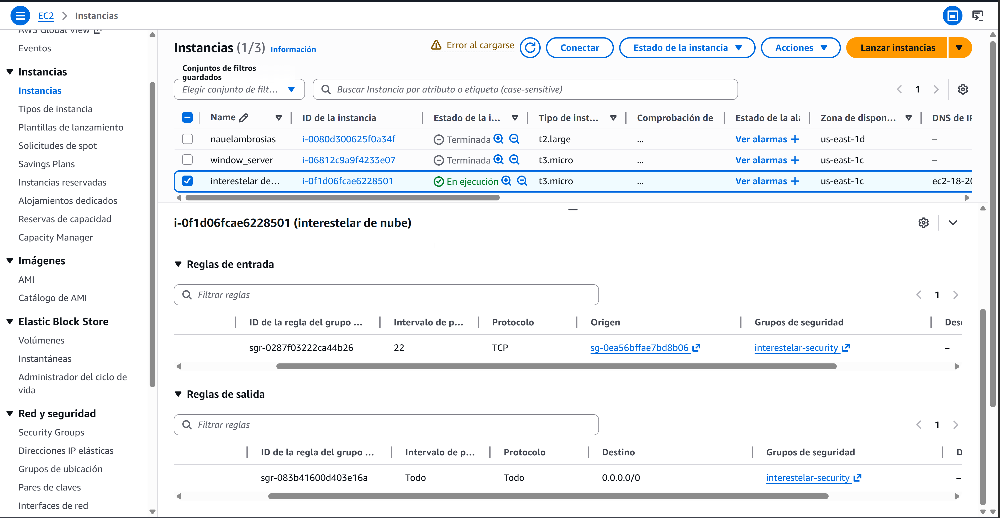 EC2 > Instancias
AWS Global View
Eventos
Instancias
Instancias
Tipos de instancia
Plantillas de lanzamiento
Solicitudes de spot
Savings Plans
Instancias reservadas
Alojamientos dedicados
Reservas de capacidad
Capacity Manager
Imágenes
AMI
Catálogo de AMI
Elastic Block Store
Volúmenes
Instantáneas
Administrador del ciclo de
vida
Red y seguridad
Security Groups
Direcciones IP elásticas
Grupos de ubicación
Pares de claves
Interfaces de red
Instancias (1/3) Información
Error al cargarse
Conectar
Estado de la instancia
Acciones
Lanzar instancias
Conjuntos de filtros
guardados
Elegir conjunto de filt...
Buscar Instancia por atributo o etiqueta (case-sensitive)
1
Name ID de la instancia Estado de la i... Tipo de inst... Comprobación de Estado de la al Zona de dispon... DNS de IP
nauelambrosias i-0080d300625f0a34f Terminada t2.large ... Ver alarmas + us-east-1d –
window_server i-06812c9a9f4233e07 Terminada t3.micro ... Ver alarmas + us-east-1c –
interestelar de... i-0f1d06fcae6228501 En ejecución t3.micro ... Ver alarmas + us-east-1c ec2-18-20
i-0f1d06fcae6228501 (interestelar de nube)
Reglas de entrada
Filtrar reglas
1
ID de la regla del grupo ... Intervalo de p... Protocolo Origen Grupos de seguridad Desc
sgr-0287f03222ca44b26 22 TCP sg-0ea56bffae7bd8b06 interestelar-security –
Reglas de salida
Filtrar reglas
1
ID de la regla del grupo ... Intervalo de p... Protocolo Destino Grupos de seguridad D
sgr-083b41600d403e16a Todo Todo 0.0.0.0/0 interestelar-security –